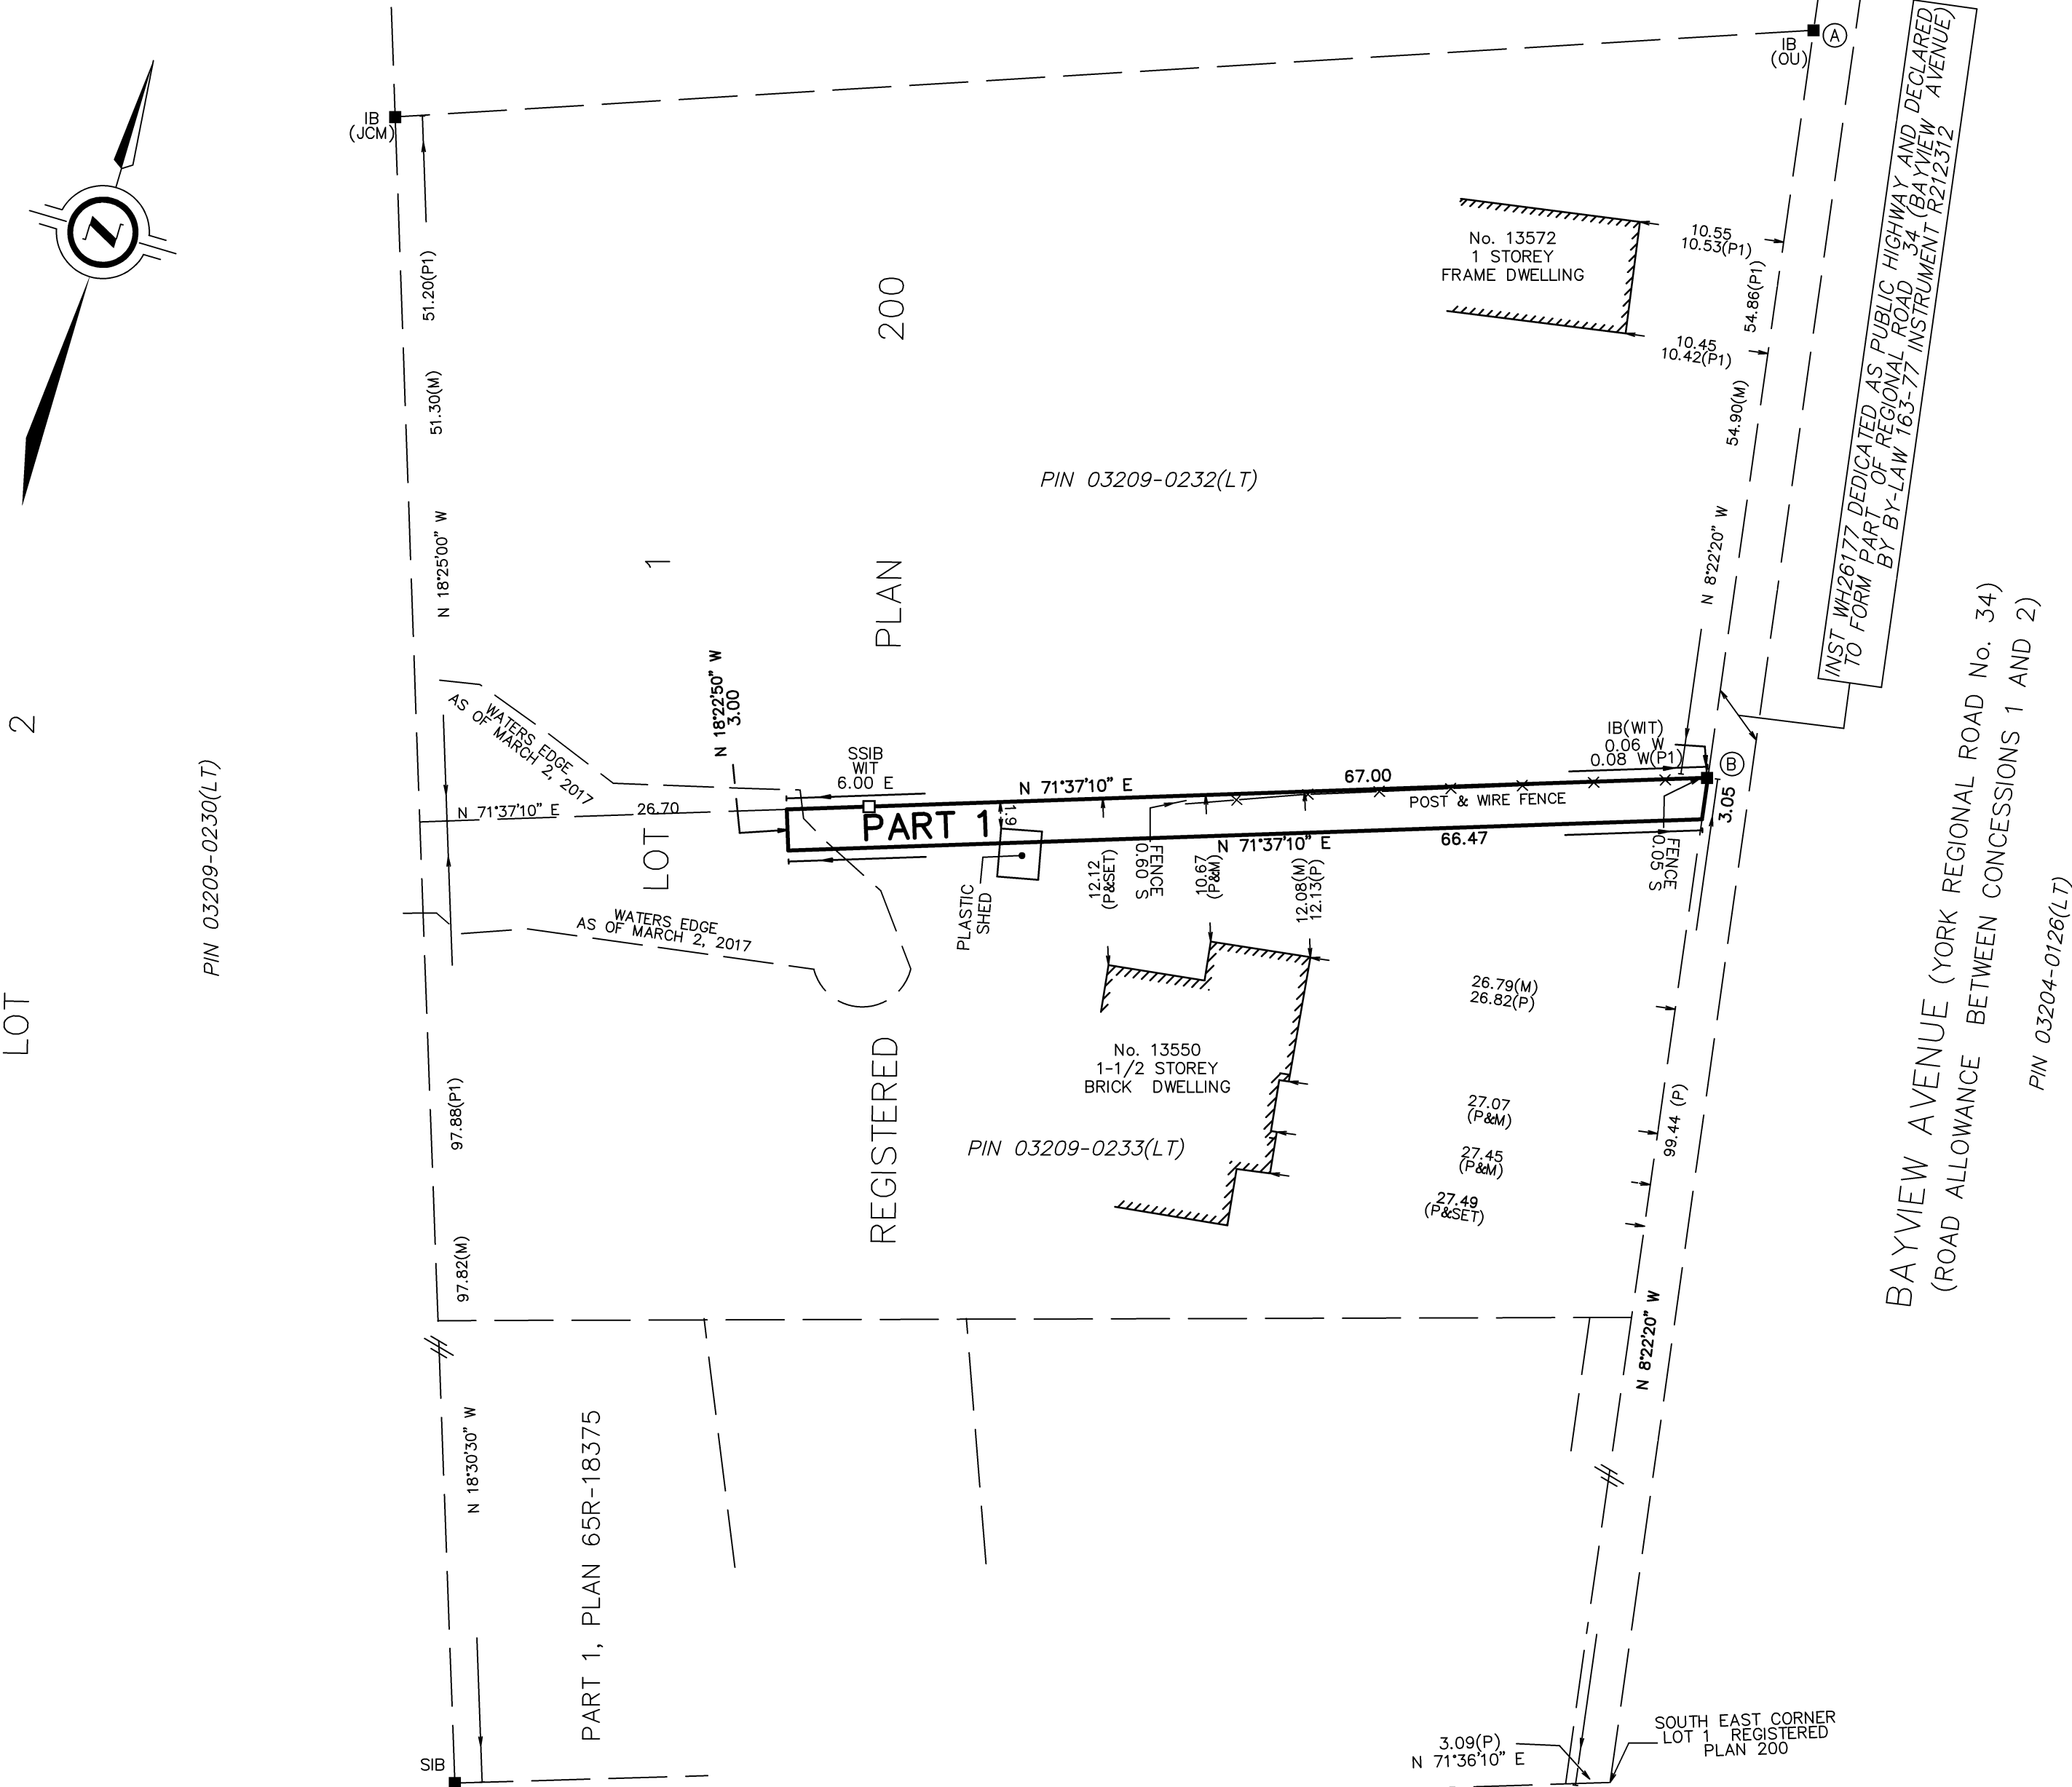 IB
(OU)
A
IB
(JCM)
INST WH26177 DEDICATED AS PUBLIC HIGHWAY AND DECLARED
TO FORM PART OF REGIONAL ROAD 34 (BAYVIEW AVENUE)
BY BY-LAW 163-77 INSTRUMENT R212312
51.20(P1)
51.30(M)
N 18°25'00" W
200
PLAN
1
No. 13572
1 STOREY
FRAME DWELLING
10.55
10.53(P1)
10.45
10.42(P1)
54.86(P1)
54.90(M)
N 8°22'20" W
PIN 03209-0232(LT)
2
LOT
PIN 03209-0230(LT)
WATERS EDGE
AS OF MARCH 2, 2017
N 18°22'50" W
3.00
SSIB
WIT
6.00 E
N 71°37'10" E
67.00
IB(WIT)
0.06 W
0.08 W(P1)
B
POST & WIRE FENCE
3.05
N 71°37'10" E
26.70
PART 1
1.9
N 71°37'10" E
66.47
LOT
PLASTIC
SHED
12.12
(P&SET)
FENCE
0.60 S
10.67
(P&M)
12.08(M)
12.13(P)
FENCE
0.05 S
WATERS EDGE
AS OF MARCH 2, 2017
REGISTERED
No. 13550
1-1/2 STOREY
BRICK DWELLING
PIN 03209-0233(LT)
26.79(M)
26.82(P)
27.07
(P&M)
27.45
(P&M)
27.49
(P&SET)
99.44 (P)
N 8°22'20" W
BAYVIEW AVENUE (YORK REGIONAL ROAD No. 34)
(ROAD ALLOWANCE BETWEEN CONCESSIONS 1 AND 2)
PIN 03204-0126(LT)
97.88(P1)
97.82(M)
N 18°30'30" W
PART 1, PLAN 65R-18375
SIB
3.09(P)
N 71°36'10" E
SOUTH EAST CORNER
LOT 1 REGISTERED
PLAN 200